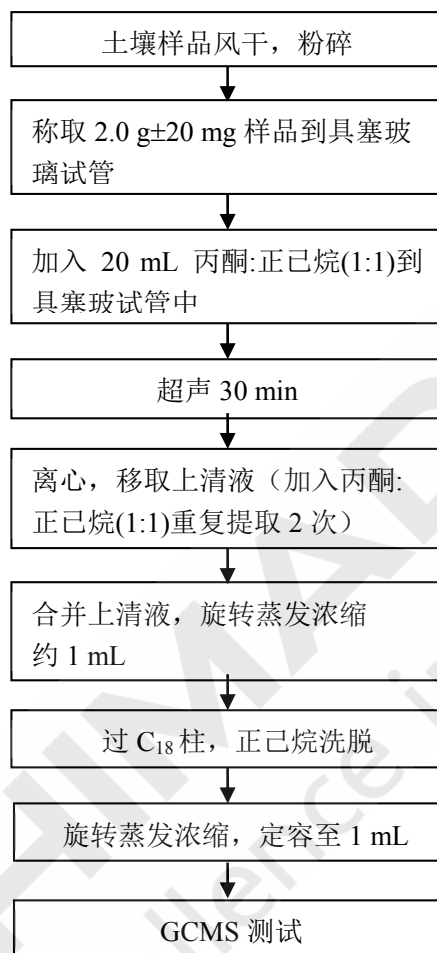 土壤样品风干，粉碎
称取 2.0 g±20 mg 样品到具塞玻
璃试管
加入 20 mL 丙酮:正已烷(1:1)到
具塞玻试管中
超声 30 min
离心，移取上清液（加入丙酮:
正已烷(1:1)重复提取 2 次）
合并上清液，旋转蒸发浓缩
约 1 mL
过 C₁₈ 柱，正己烷洗脱
旋转蒸发浓缩，定容至 1 mL
GCMS 测试